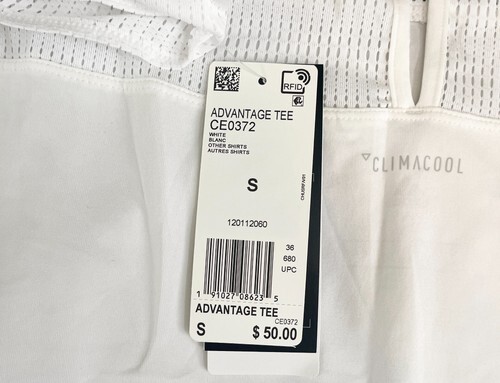 RFID
ADVANTAGE TEE
CE0372
WHITE
BLANC
OTHER SHIRTS
AUTRES SHIRTS
S
CLIMACOOL
120112060
36
680
UPC
1 91027 08623 5
ADVANTAGE TEE
CE0372
S $ 50.00